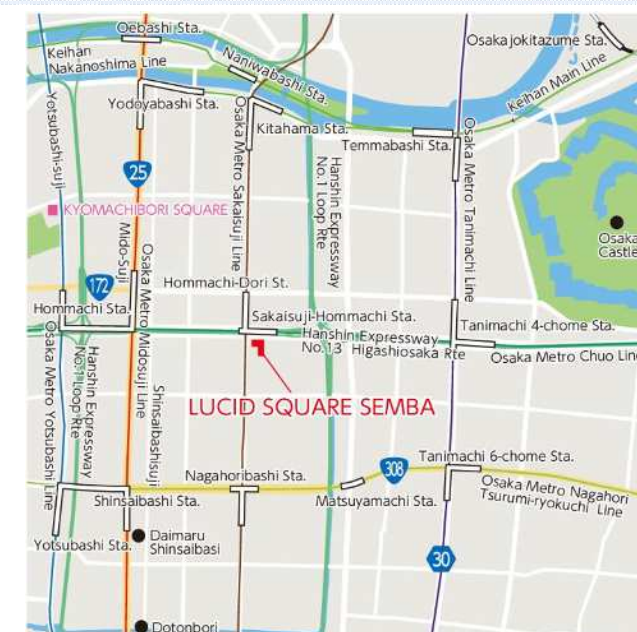 Oebashi Sta.
Keihan
Nakanoshima Line
Naniwabashi Sta.
Osakajokitazume Sta.
Keihan Main Line
Yotsubashi-suji
Yodoyabashi Sta.
Osaka Metro Sakaisuji Line
Kitahama Sta.
Temmabashi Sta.
Osaka Metro Tanimachi Line
25
Hanshin Expressway
No.1 Loop Rte
KYOMACHIBORI SQUARE
Mido-Suji
Osaka
Castle
172
Osaka Metro Midosuji Line
Hommachi-Dori St.
Hommachi Sta.
Sakaisuji-Hommachi Sta.
Tanimachi 4-chome Sta.
Hanshin Expressway
No.13 Higashiosaka Rte
Osaka Metro Chuo Line
Osaka Metro Yotsubashi Line
Hanshin Expressway
No.1 Loop Rte
Shinsaibashisuji
LUCID SQUARE SEMBA
Tanimachi 6-chome Sta.
Nagahoribashi Sta.
308
Osaka Metro Nagahori
Tsurumi-ryokuchi Line
Shinsaibashi Sta.
Matsuyamachi Sta.
Yotsubashi Sta.
Daimaru
Shinsaibasi
30
Dotonbori